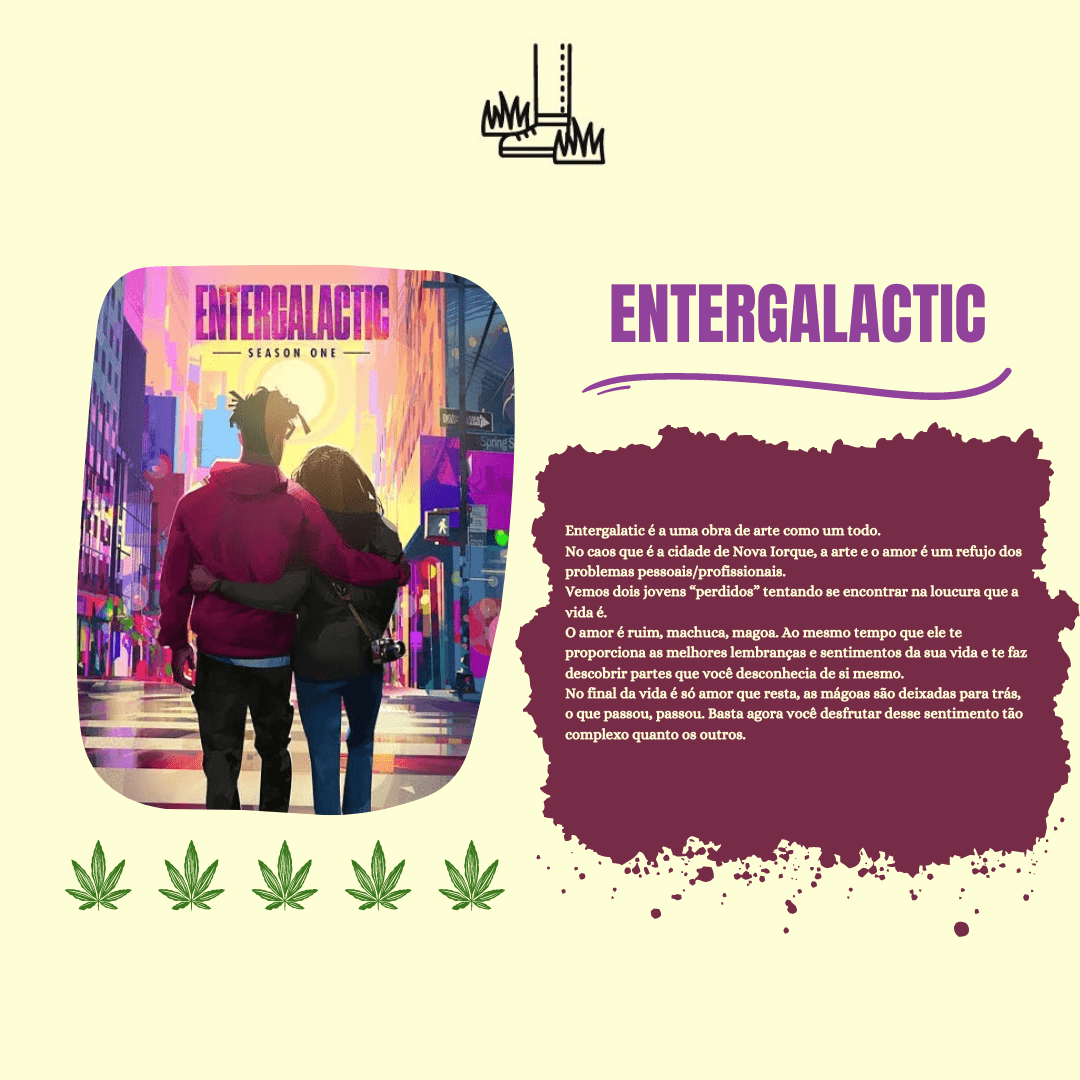 ENTERGALACTIC
SEASON ONE
Spring S
ENTERGALACTIC
Entergalatic é a uma obra de arte como um todo.
No caos que é a cidade de Nova Iorque, a arte e o amor é um refujo dos
problemas pessoais/profissionais.
Vemos dois jovens “perdidos” tentando se encontrar na loucura que a
vida é.
O amor é ruim, machuca, magoa. Ao mesmo tempo que ele te
proporciona as melhores lembranças e sentimentos da sua vida e te faz
descobrir partes que você desconhecia de si mesmo.
No final da vida é só amor que resta, as mágoas são deixadas para trás,
o que passou, passou. Basta agora você desfrutar desse sentimento tão
complexo quanto os outros.